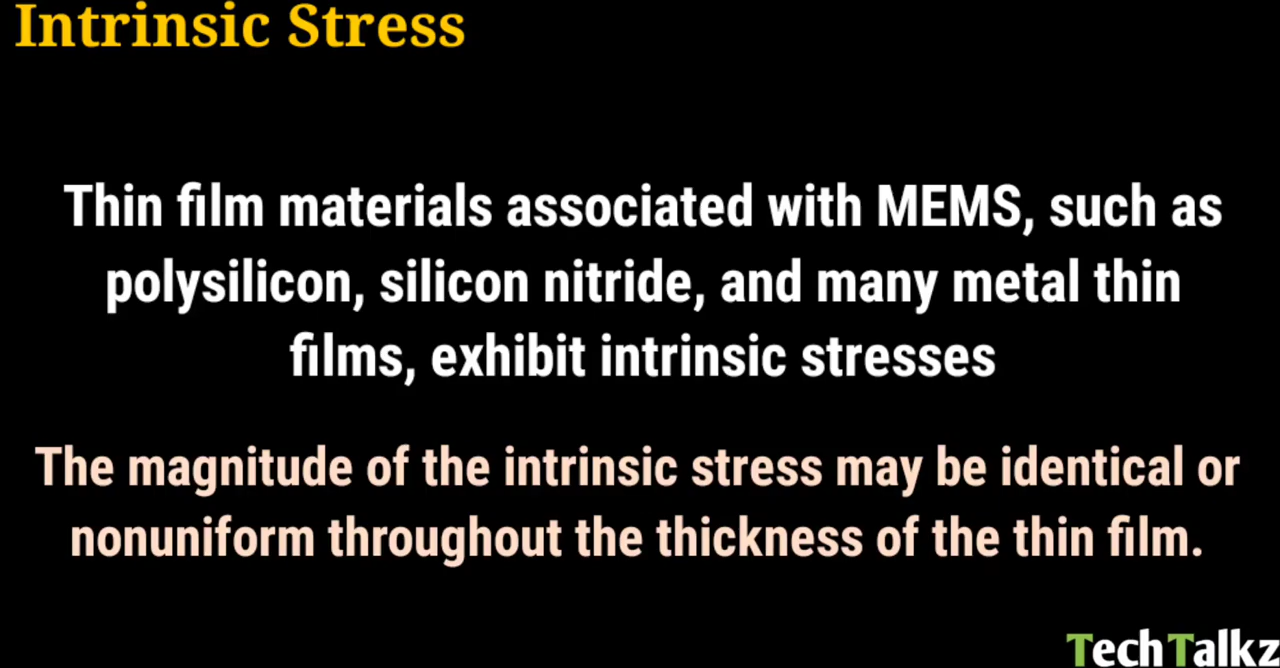 Intrinsic Stress
Thin film materials associated with MEMS, such as
polysilicon, silicon nitride, and many metal thin
films, exhibit intrinsic stresses
The magnitude of the intrinsic stress may be identical or
nonuniform throughout the thickness of the thin film.
TechTalkz